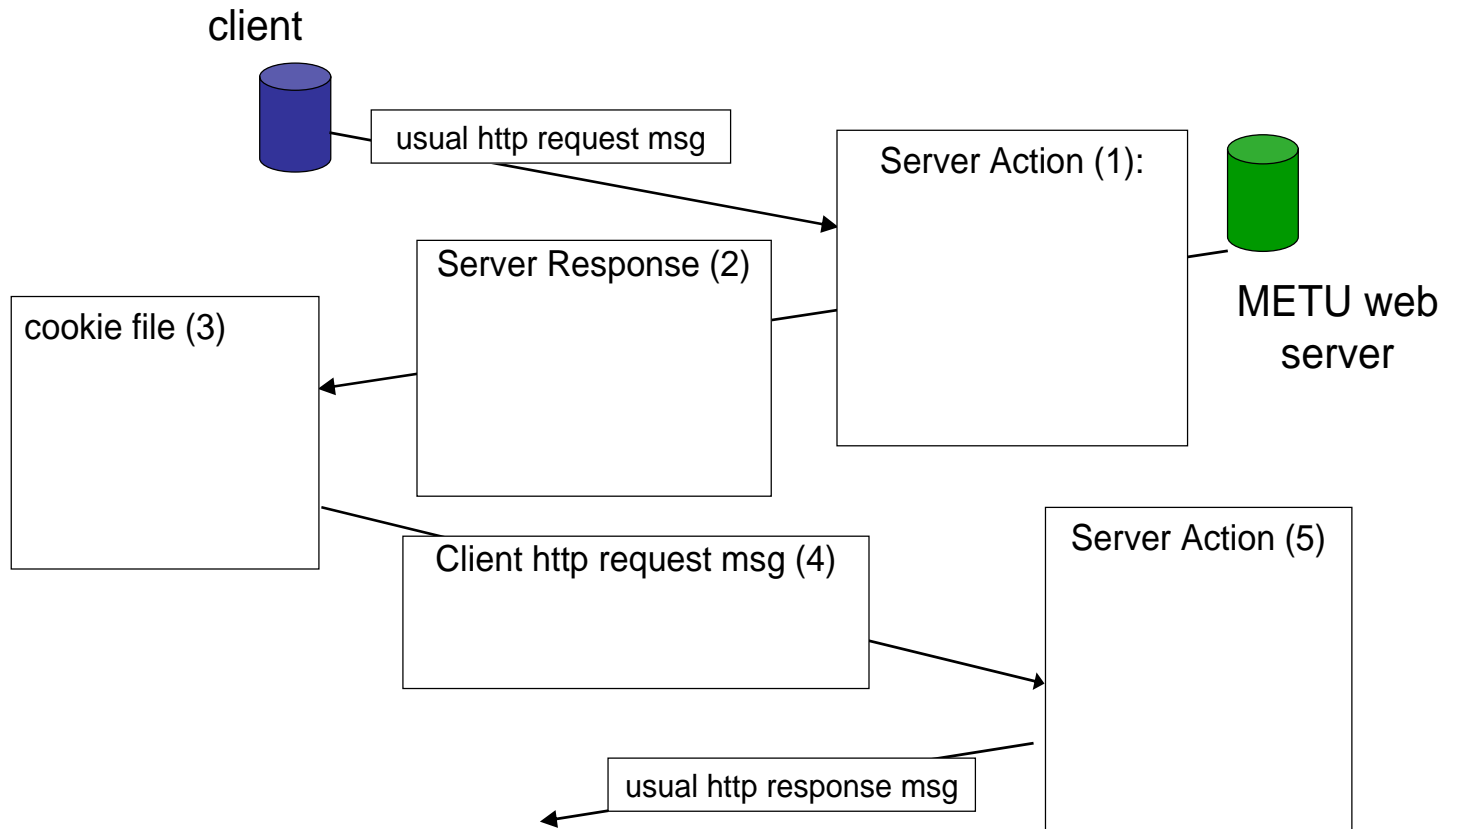 client
usual http request msg
Server Action (1):
Server Response (2)
METU web
server
cookie file (3)
Client http request msg (4)
Server Action (5)
usual http response msg